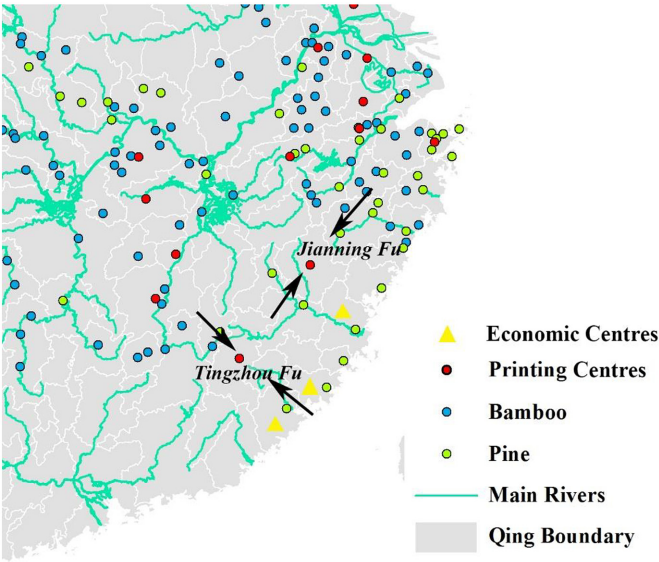 Jianning Fu
Tingzhou Fu
Economic Centres
Printing Centres
Bamboo
Pine
Main Rivers
Qing Boundary